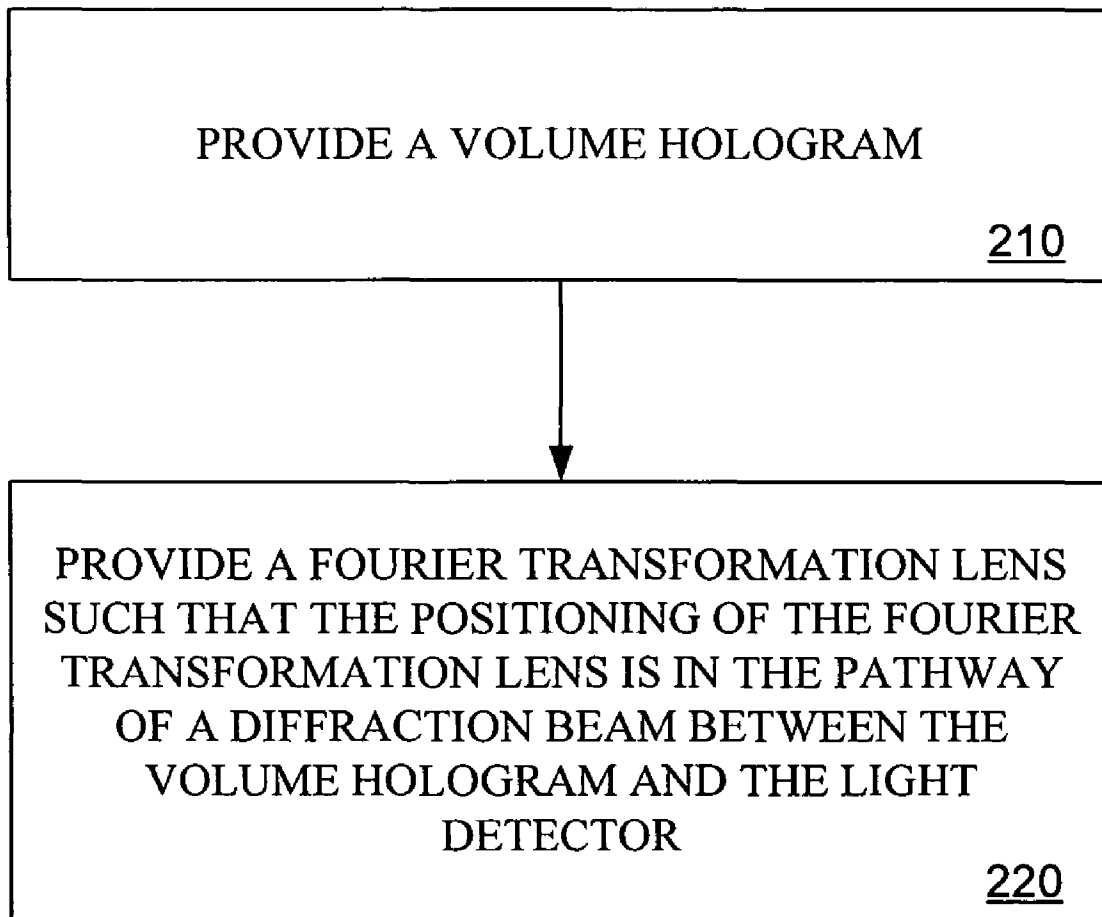 PROVIDE A VOLUME HOLOGRAM
210
PROVIDE A FOURIER TRANSFORMATION LENS
SUCH THAT THE POSITIONING OF THE FOURIER
TRANSFORMATION LENS IS IN THE PATHWAY
OF A DIFFRACTION BEAM BETWEEN THE
VOLUME HOLOGRAM AND THE LIGHT
DETECTOR
220